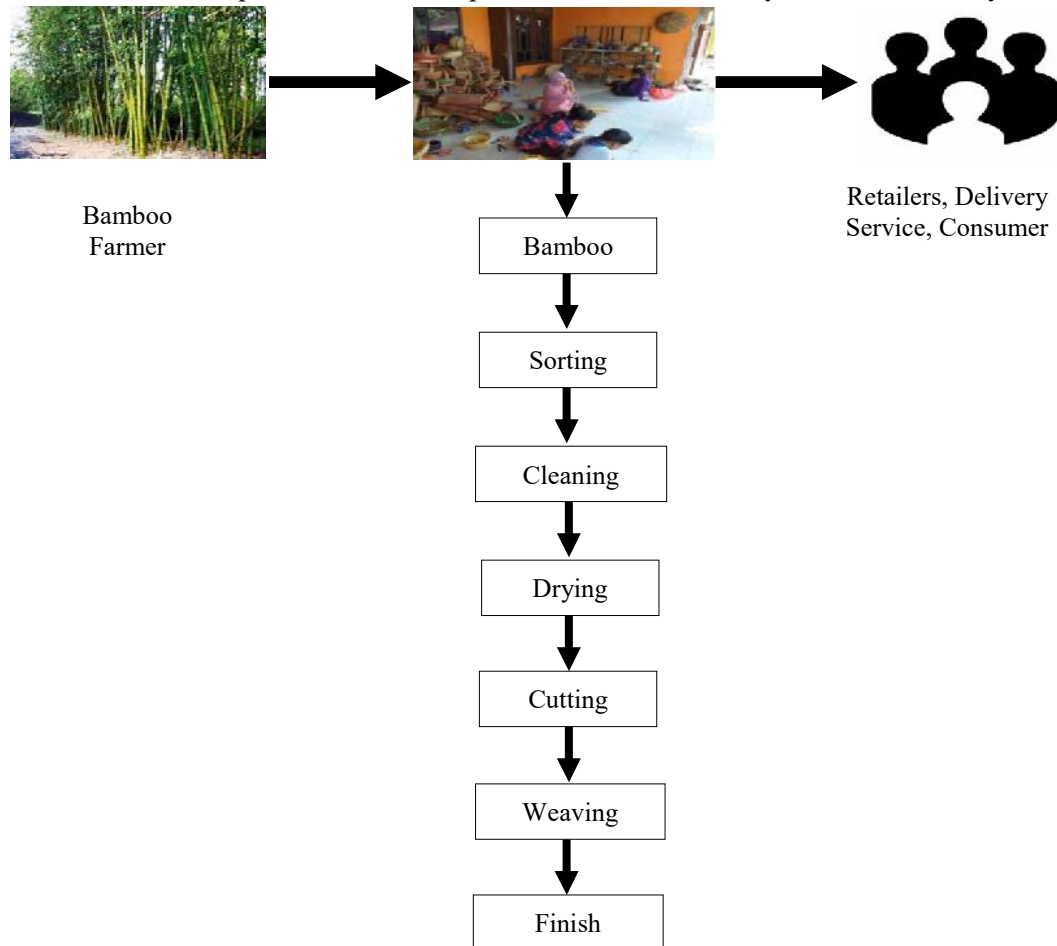 Bamboo
Farmer
Retailers, Delivery
Service, Consumer
Bamboo
Sorting
Cleaning
Drying
Cutting
Weaving
Finish